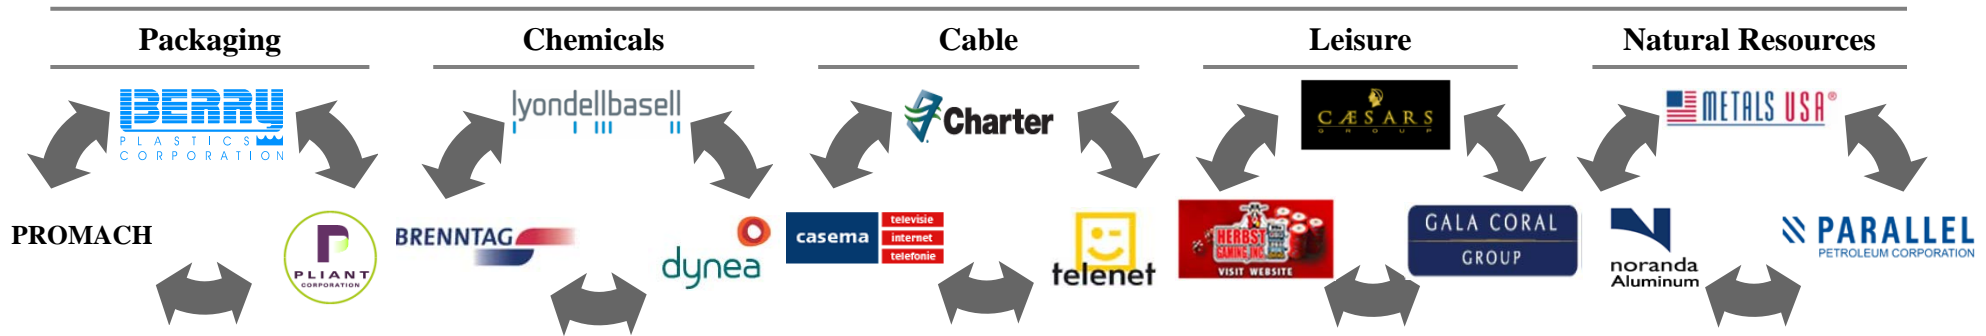 Packaging
Chemicals
Cable
Leisure
Natural Resources
BERRY
PLASTICS
CORPORATION
lyondellbasell
Charter
CÆSARS
GROUP
METALS USA®
PROMACH
PLIANT
CORPORATION
BRENNTAG
dynea
casema
televisie
internet
telefonie
telenet
HERBST
GAMING, INC.
VISIT WEBSITE
GALA CORAL
GROUP
noranda
Aluminum
PARALLEL
PETROLEUM CORPORATION